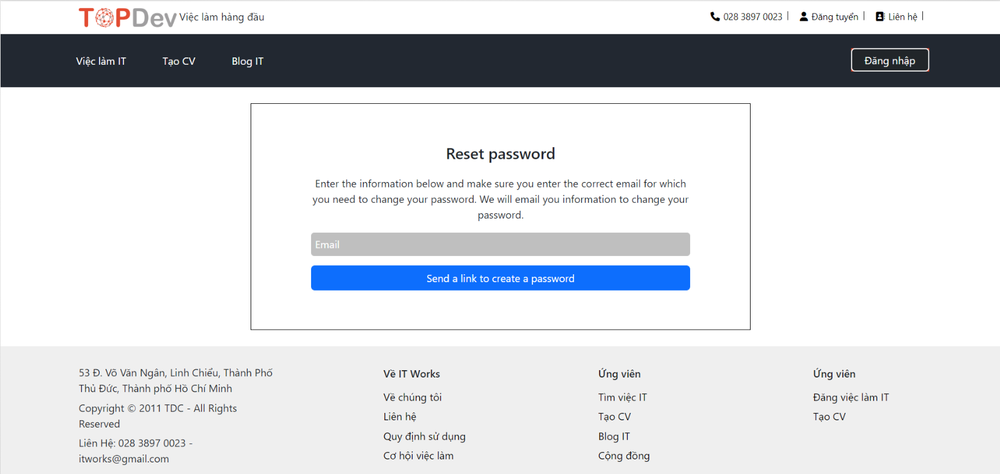 TOPDev Việc làm hàng đầu
028 3897 0023
Đăng tuyển
Liên hệ
Việc làm IT
Tạo CV
Blog IT
Đăng nhập
Reset password
Enter the information below and make sure you enter the correct email for which
you need to change your password. We will email you information to change your
password.
Email
Send a link to create a password
53 Đ. Võ Văn Ngân, Linh Chiểu, Thành Phố
Thủ Đức, Thành phố Hồ Chí Minh
Copyright © 2011 TDC - All Rights
Reserved
Liên Hệ: 028 3897 0023 -
itworks@gmail.com
Về IT Works
Về chúng tôi
Liên hệ
Quy định sử dụng
Cơ hội việc làm
Ứng viên
Tìm việc IT
Tạo CV
Blog IT
Cộng đồng
Ứng viên
Đăng việc làm IT
Tạo CV